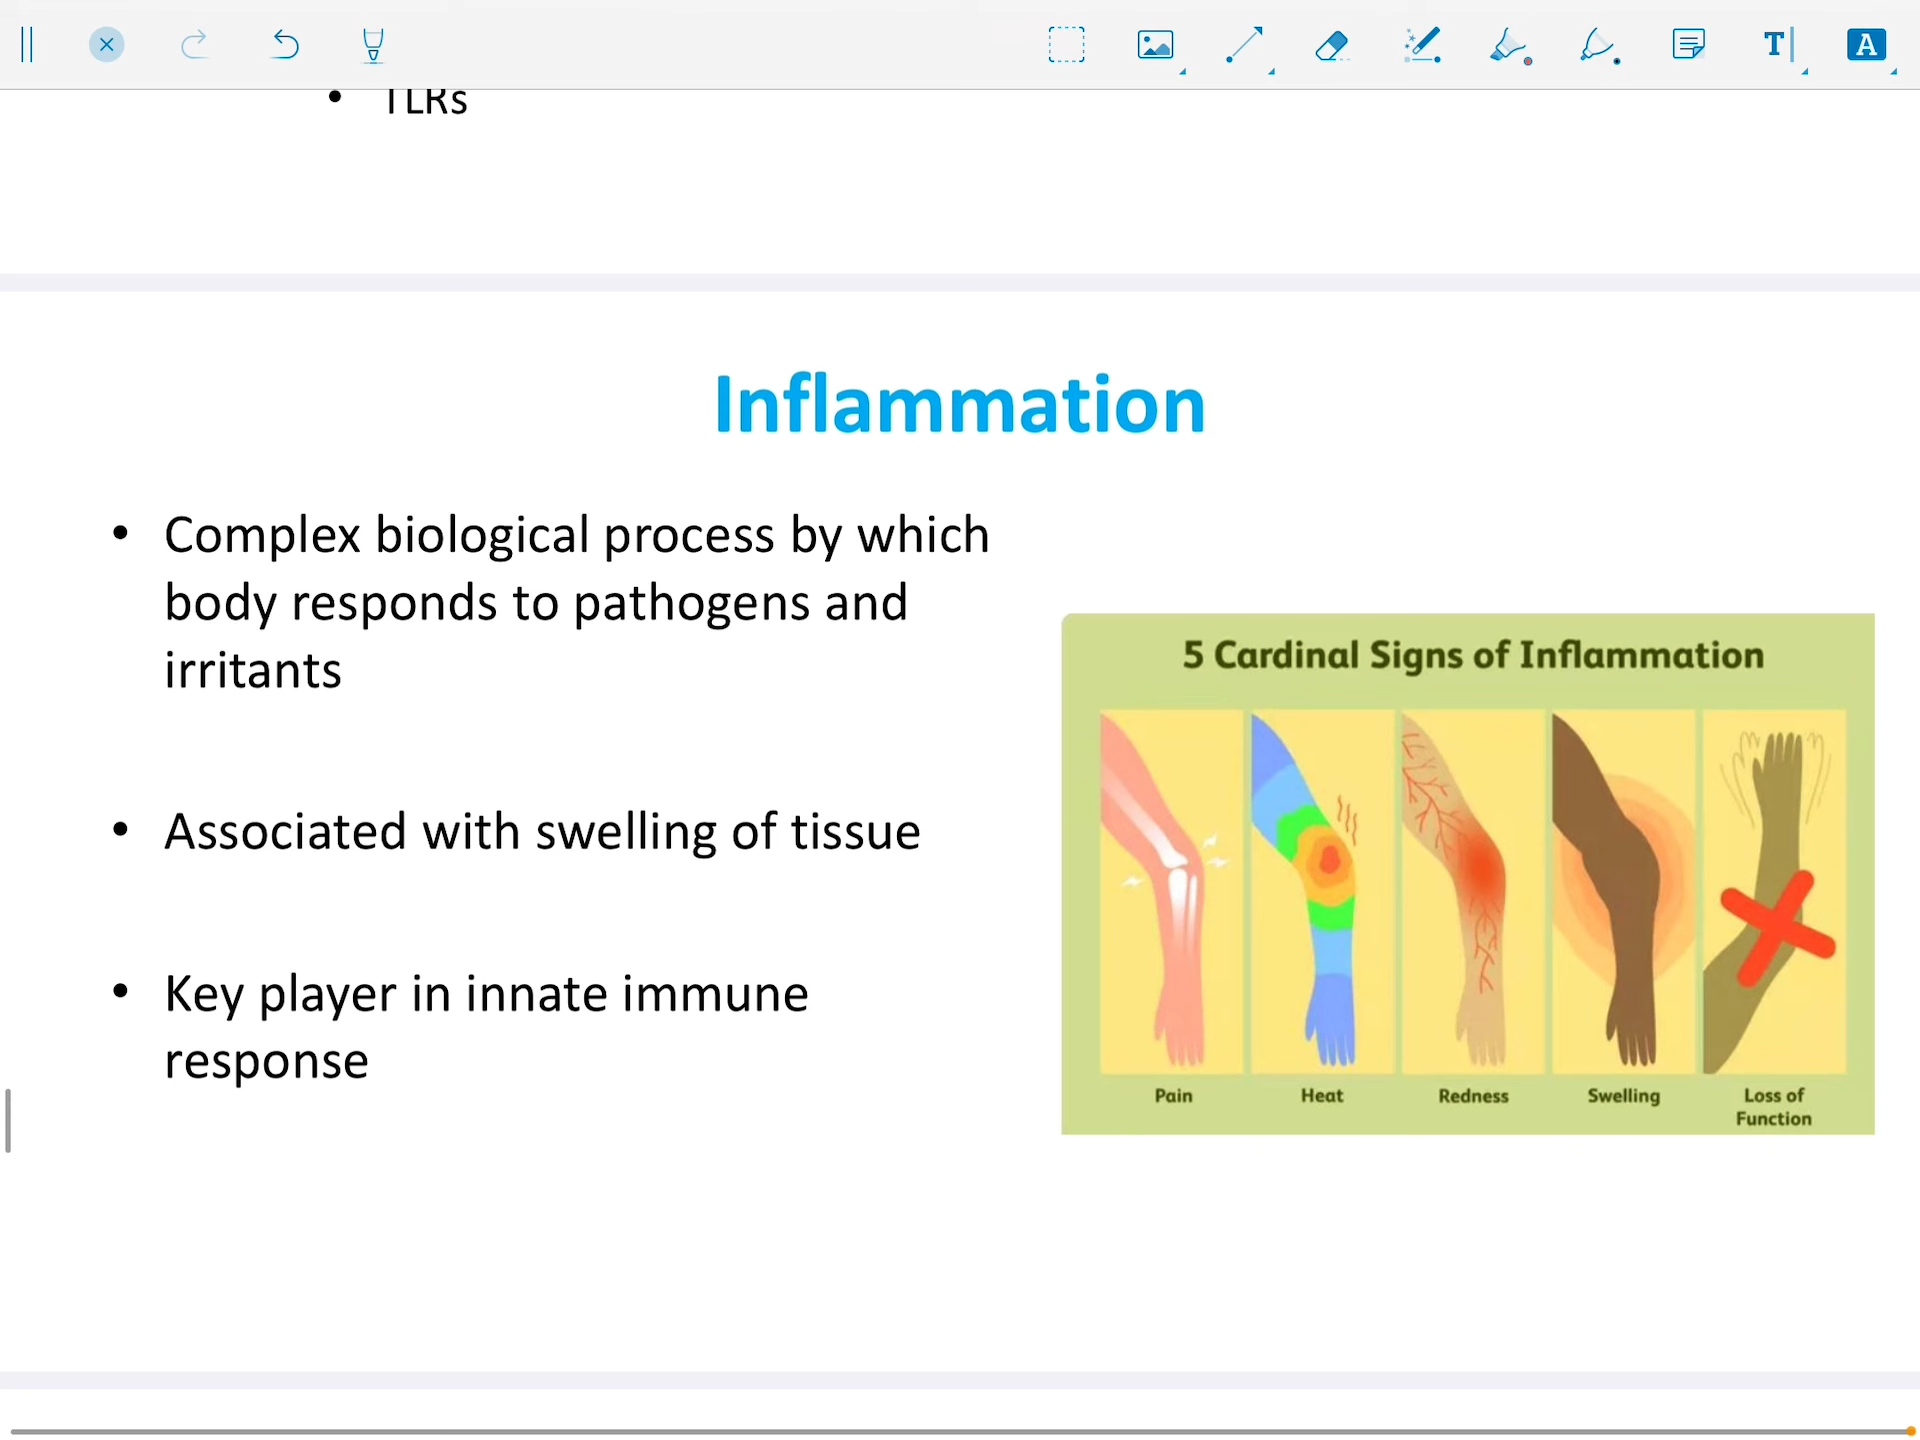 T
A
• TLRs
Inflammation
• Complex biological process by which
body responds to pathogens and
irritants
• Associated with swelling of tissue
• Key player in innate immune
response
5 Cardinal Signs of Inflammation
Pain
Heat
Redness
Swelling
Loss of
Function